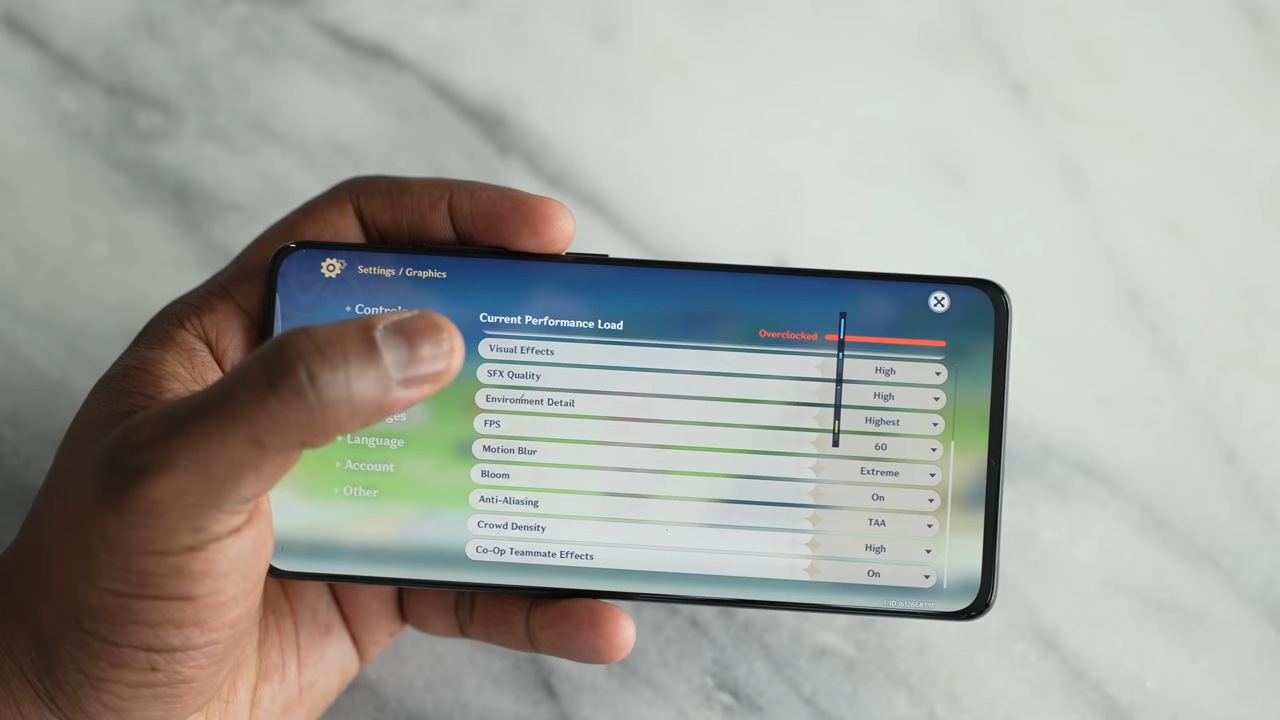 Settings / Graphics
Current Performance Load
Overclocked
Visual Effects
High
SFX Quality
High
Environment Detail
Highest
FPS
60
Motion Blur
Extreme
Bloom
On
Anti-Aliasing
TAA
Crowd Density
High
Co-Op Teammate Effects
On
Language
Account
Other